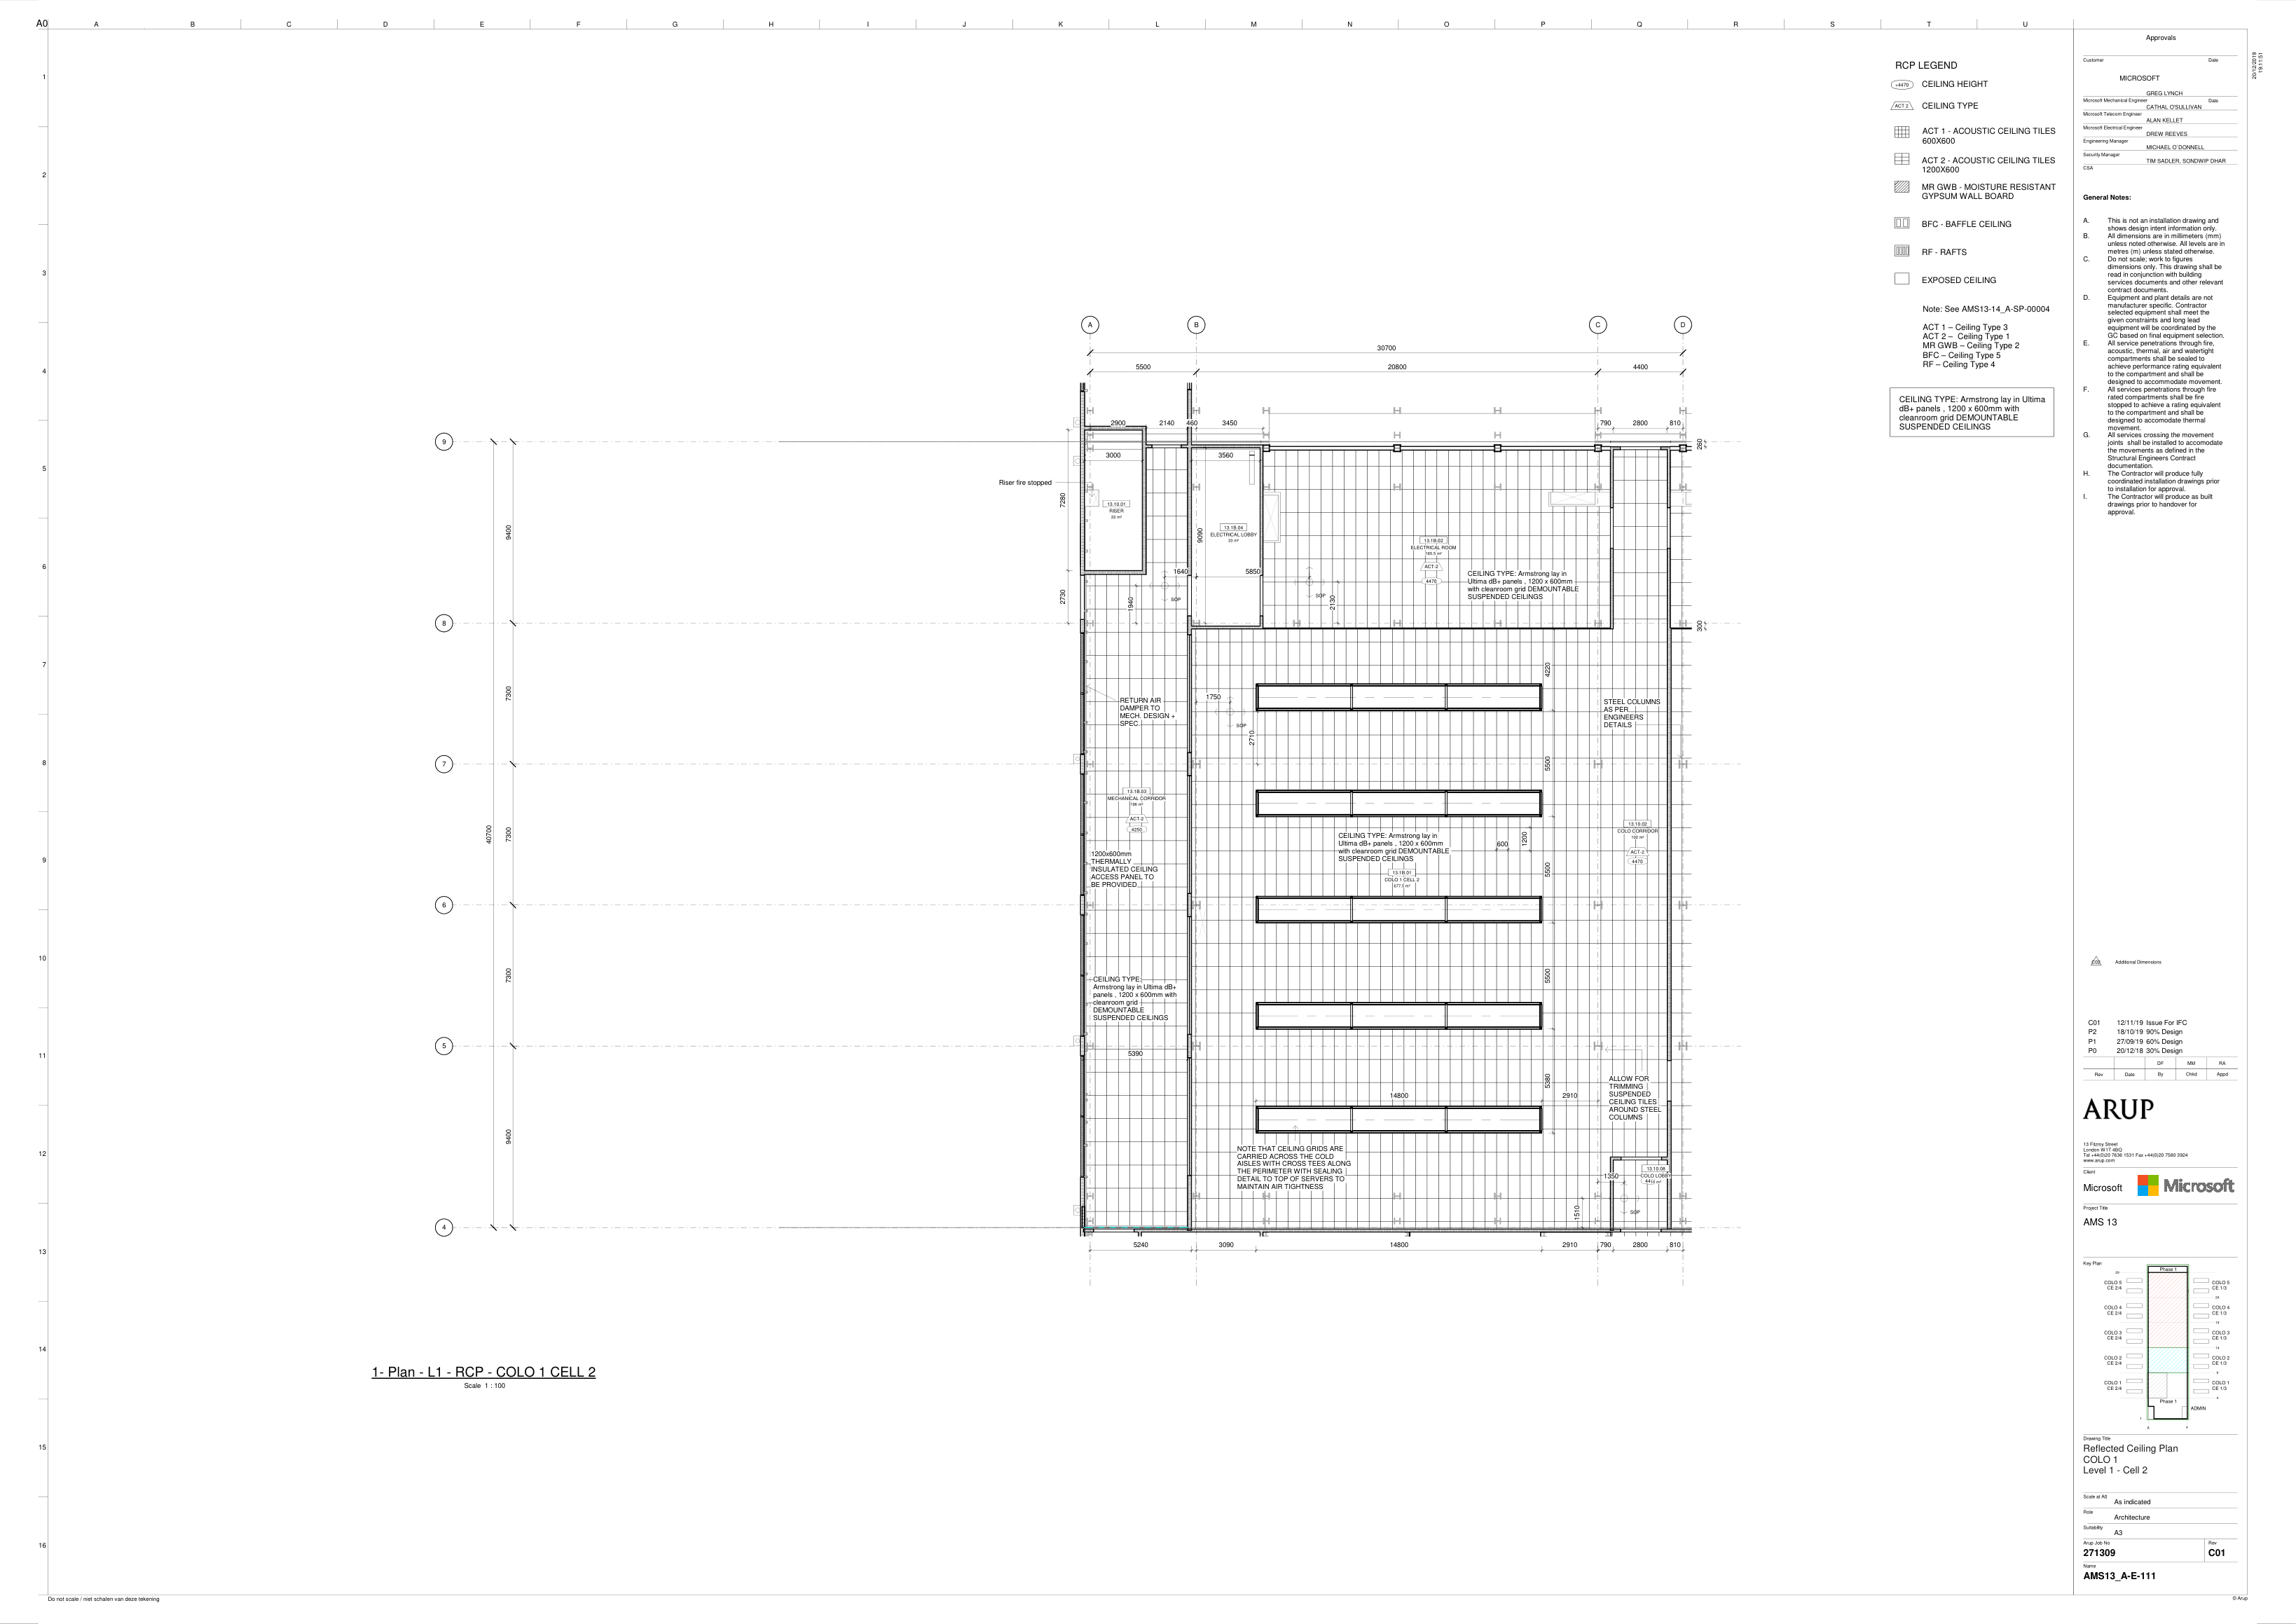 A0 A B C D E F G H I J K L M N O P Q R S T U
1
2
3
4
5
6
7
8
9
10
11
12
13
14
15
16
RCP LEGEND
+4470 CEILING HEIGHT
ACT 2 CEILING TYPE
ACT 1 - ACOUSTIC CEILING TILES
600X600
ACT 2 - ACOUSTIC CEILING TILES
1200X600
MR GWB - MOISTURE RESISTANT
GYPSUM WALL BOARD
BFC - BAFFLE CEILING
RF - RAFTS
EXPOSED CEILING
Note: See AMS13-14_A-SP-00004
ACT 1 – Ceiling Type 3
ACT 2 – Ceiling Type 1
MR GWB – Ceiling Type 2
BFC – Ceiling Type 5
RF – Ceiling Type 4
CEILING TYPE: Armstrong lay in Ultima
dB+ panels , 1200 x 600mm with
cleanroom grid DEMOUNTABLE
SUSPENDED CEILINGS
A B C D
30700
5500 20800 4400
2900 2140 460 3450 790 2800 810
260
9
3000 3560
Riser fire stopped
7280
13.10.01
RISER
9400
9090
13.1B.04
ELECTRICAL LOBBY
13.1B.02
ELECTRICAL ROOM
ACT-2
4470
CEILING TYPE: Armstrong lay in
Ultima dB+ panels , 1200 x 600mm
with cleanroom grid DEMOUNTABLE
SUSPENDED CEILINGS
1640 5850
SOP
SOP
2730
1940
2130
8
300
4220
7300
RETURN AIR
DAMPER TO
MECH. DESIGN +
SPEC.
1750
SOP
2710
STEEL COLUMNS
AS PER
ENGINEERS
DETAILS
7
5500
13.1B.03
MECHANICAL CORRIDOR
ACT-2
4250
40700
7300
1200x600mm
THERMALLY
INSULATED CEILING
ACCESS PANEL TO
BE PROVIDED
CEILING TYPE: Armstrong lay in
Ultima dB+ panels , 1200 x 600mm
with cleanroom grid DEMOUNTABLE
SUSPENDED CEILINGS
600 1200
13.1B.01
COLO 1 CELL 2
5500
13.10.02
COLO CORRIDOR
ACT-2
4470
6
7300
5500
CEILING TYPE:
Armstrong lay in Ultima dB+
panels , 1200 x 600mm with
cleanroom grid
DEMOUNTABLE
SUSPENDED CEILINGS
5
5390
5380
14800 2910
ALLOW FOR
TRIMMING
SUSPENDED
CEILING TILES
AROUND STEEL
COLUMNS
9400
NOTE THAT CEILING GRIDS ARE
CARRIED ACROSS THE COLD
AISLES WITH CROSS TEES ALONG
THE PERIMETER WITH SEALING
DETAIL TO TOP OF SERVERS TO
MAINTAIN AIR TIGHTNESS
13.10.08
COLO LOBBY
1350
SOP
1510
4
5240 3090 14800 2910 790 2800 810
1- Plan - L1 - RCP - COLO 1 CELL 2
Scale 1 : 100
Do not scale / niet schalen van deze tekening
20/12/2019
19:11:51
Approvals
Customer Date
MICROSOFT
GREG LYNCH
Microsoft Mechanical Engineer Date
CATHAL O'SULLIVAN
Microsoft Telecom Engineer
ALAN KELLET
Microsoft Electrical Engineer
DREW REEVES
Engineering Manager
MICHAEL O'DONNELL
Security Manager
TIM SADLER, SONDWIP DHAR
CSA
General Notes:
A. This is not an installation drawing and
shows design intent information only.
B. All dimensions are in millimeters (mm)
unless noted otherwise. All levels are in
metres (m) unless stated otherwise.
C. Do not scale; work to figures
dimensions only. This drawing shall be
read in conjunction with building
services documents and other relevant
contract documents.
D. Equipment and plant details are not
manufacturer specific. Contractor
selected equipment shall meet the
given constraints and long lead
equipment will be coordinated by the
GC based on final equipment selection.
E. All service penetrations through fire,
acoustic, thermal, air and watertight
compartments shall be sealed to
achieve performance rating equivalent
to the compartment and shall be
designed to accommodate movement.
F. All services penetrations through fire
rated compartments shall be fire
stopped to achieve a rating equivalent
to the compartment and shall be
designed to accommodate thermal
movement.
G. All services crossing the movement
joints shall be installed to accomodate
the movements as defined in the
Structural Engineers Contract
documentation.
H. The Contractor will produce fully
coordinated installation drawings prior
to installation for approval.
I. The Contractor will produce as built
drawings prior to handover for
approval.
C01 Additional Dimensions
C01 12/11/19 Issue For IFC
P2 18/10/19 90% Design
P1 27/09/19 60% Design
P0 20/12/18 30% Design
DF MM RA
Rev Date By Chkd Appd
ARUP
13 Fitzroy Street
London W1T 4BQ
Tel +44(0)20 7636 1531 Fax +44(0)20 7580 3924
www.arup.com
Client
Microsoft Microsoft
Project Title
AMS 13
Key Plan
Phase 1
COLO 5
CE 2/4
COLO 5
CE 1/3
COLO 4
CE 2/4
COLO 4
CE 1/3
COLO 3
CE 2/4
COLO 3
CE 1/3
COLO 2
CE 2/4
COLO 2
CE 1/3
COLO 1
CE 2/4
COLO 1
CE 1/3
Phase 1
ADMIN
Drawing Title
Reflected Ceiling Plan
COLO 1
Level 1 - Cell 2
Scale at A0
As indicated
Role
Architecture
Suitability
A3
Arup Job No Rev
271309 C01
Name
AMS13_A-E-111
© Arup